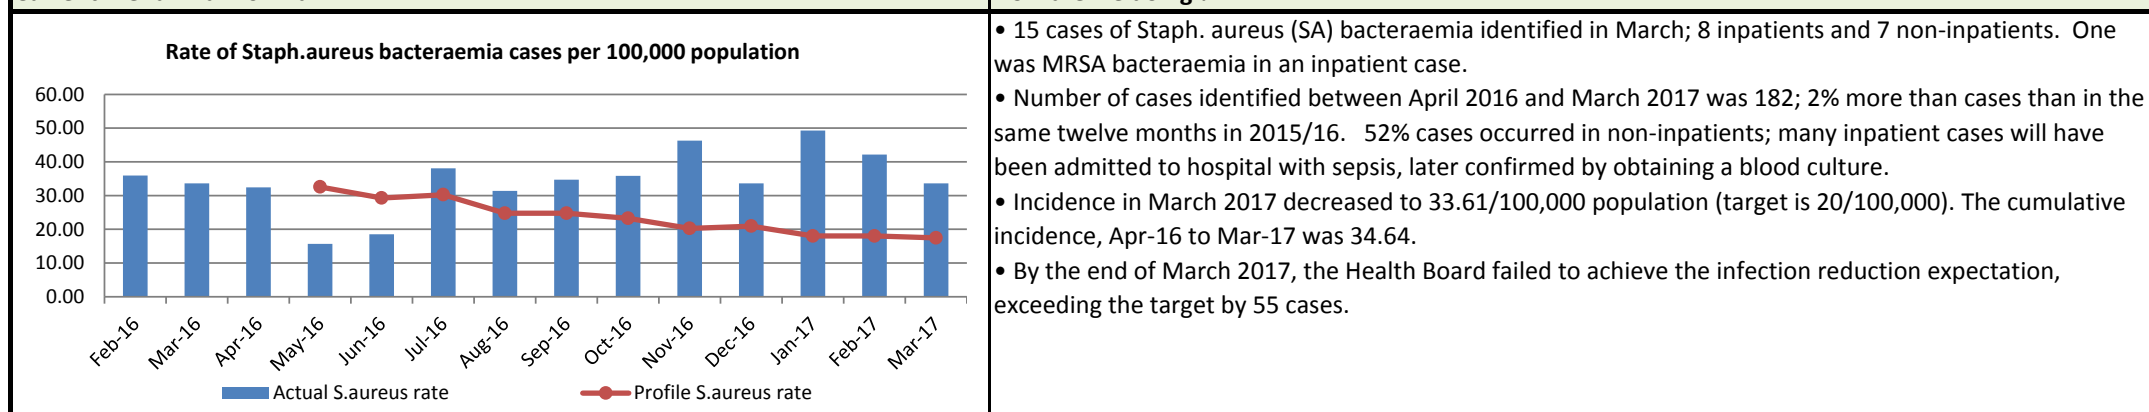 Rate of Staph.aureus bacteraemia cases per 100,000 population
60.00
50.00
40.00
30.00
20.00
10.00
0.00
Feb-16
Mar-16
Apr-16
May-16
Jun-16
Jul-16
Aug-16
Sep-16
Oct-16
Nov-16
Dec-16
Jan-17
Feb-17
Mar-17
Actual S.aureus rate
Profile S.aureus rate
• 15 cases of Staph. aureus (SA) bacteraemia identified in March; 8 inpatients and 7 non-inpatients.  One
was MRSA bacteraemia in an inpatient case.
• Number of cases identified between April 2016 and March 2017 was 182; 2% more than cases than in the
same twelve months in 2015/16.   52% cases occurred in non-inpatients; many inpatient cases will have
been admitted to hospital with sepsis, later confirmed by obtaining a blood culture.
• Incidence in March 2017 decreased to 33.61/100,000 population (target is 20/100,000). The cumulative
incidence, Apr-16 to Mar-17 was 34.64.
• By the end of March 2017, the Health Board failed to achieve the infection reduction expectation,
exceeding the target by 55 cases.